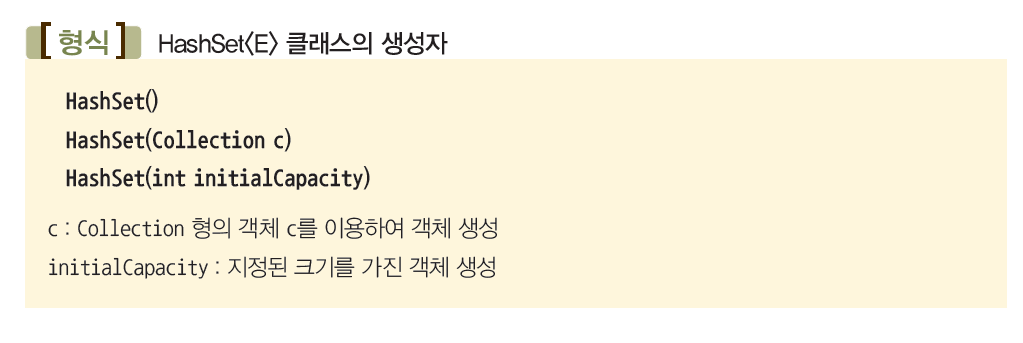 [형식] HashSet<E> 클래스의 생성자
HashSet()
HashSet(Collection c)
HashSet(int initialCapacity)
c : Collection 형의 객체 c를 이용하여 객체 생성
initialCapacity : 지정된 크기를 가진 객체 생성